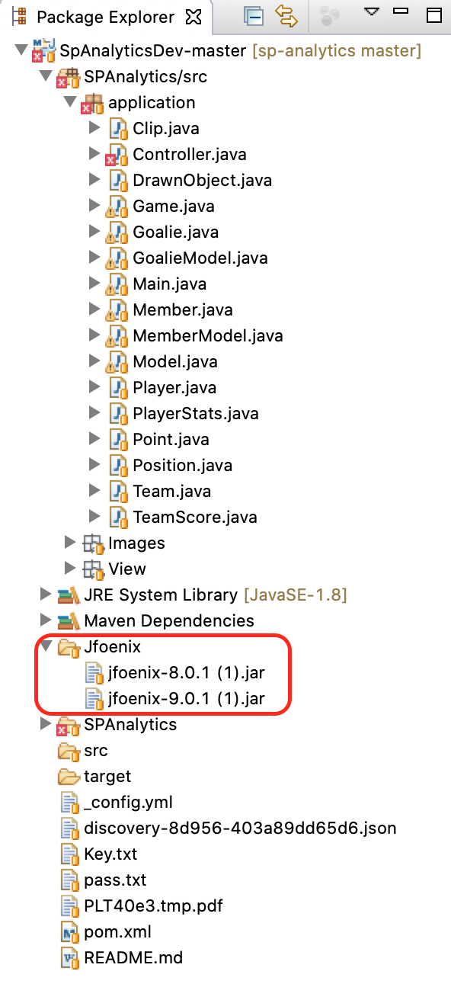 Package Explorer
SpAnalyticsDev-master [sp-analytics master]
SPAnalytics/src
application
Clip.java
Controller.java
DrawnObject.java
Game.java
Goalie.java
GoalieModel.java
Main.java
Member.java
MemberModel.java
Model.java
Player.java
PlayerStats.java
Point.java
Position.java
Team.java
TeamScore.java
Images
View
JRE System Library [JavaSE-1.8]
Maven Dependencies
Jfoenix
jfoenix-8.0.1 (1).jar
jfoenix-9.0.1 (1).jar
SPAnalytics
src
target
_config.yml
discovery-8d956-403a89dd65d6.json
Key.txt
pass.txt
PLT40e3.tmp.pdf
pom.xml
README.md